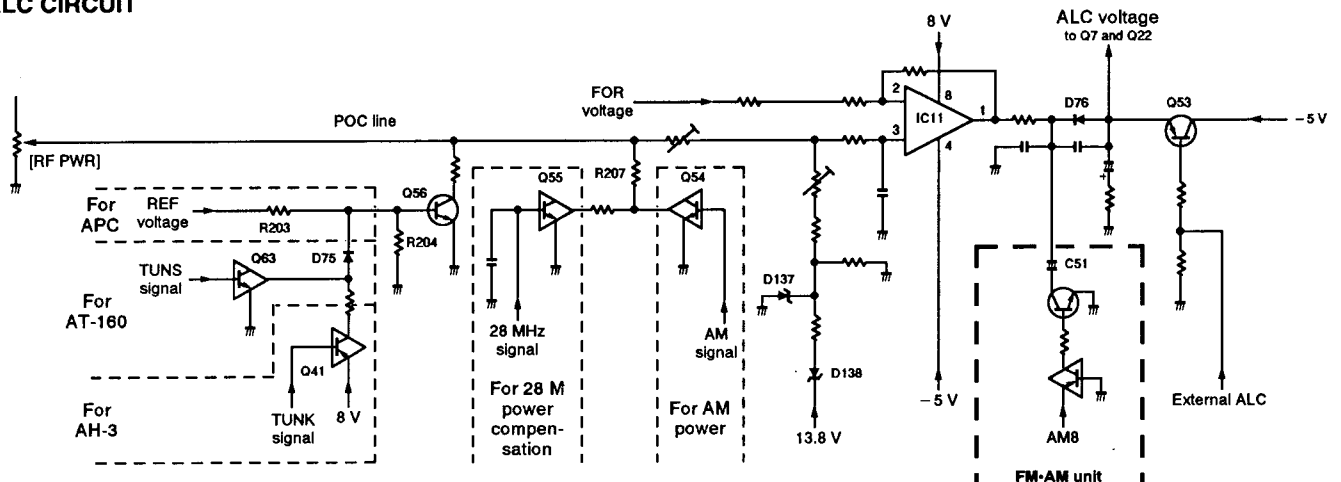 ALC CIRCUIT
8 V
ALC voltage
to Q7 and Q22
FOR
voltage
2
8
IC11
1
3
4
D76
Q53
−5 V
POC line
[RF PWR]
Q56
Q55
R207
Q54
For
APC
REF
voltage
R203
R204
D75
TUNS
signal
Q63
For
AT-160
Q41
For
AH-3
TUNK
signal
8 V
28 MHz
signal
For 28 M
power
compen-
sation
AM
signal
For AM
power
D137
D138
13.8 V
−5 V
C51
AM8
FM•AM unit
External ALC